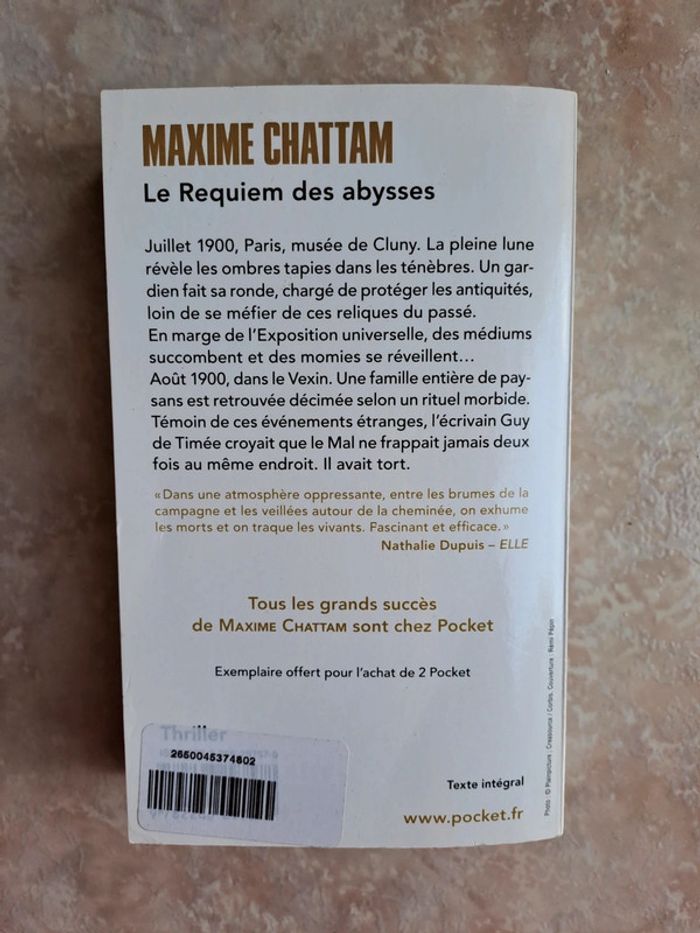 MAXIME CHATTAM
Le Requiem des abysses
Juillet 1900, Paris, musée de Cluny. La pleine lune
révèle les ombres tapies dans les ténèbres. Un gar-
dien fait sa ronde, chargé de protéger les antiquités,
loin de se méfier de ces reliques du passé.
En marge de l'Exposition universelle, des médiums
succombent et des momies se réveillent...
Août 1900, dans le Vexin. Une famille entière de pay-
sans est retrouvée décimée selon un rituel morbide.
Témoin de ces événements étranges, l'écrivain Guy
de Timée croyait que le Mal ne frappait jamais deux
fois au même endroit. Il avait tort.
« Dans une atmosphère oppressante, entre les brumes de la
campagne et les veillées autour de la cheminée, on exhume
les morts et on traque les vivants. Fascinant et efficace. »
Nathalie Dupuis – ELLE
Tous les grands succès
de MAXIME CHATTAM sont chez Pocket
Exemplaire offert pour l'achat de 2 Pocket
Thriller
2650045374802
Texte intégral
www.pocket.fr
Photo : © Plainpicture : Creasource / Corbis. Couverture : Rémi Pépin